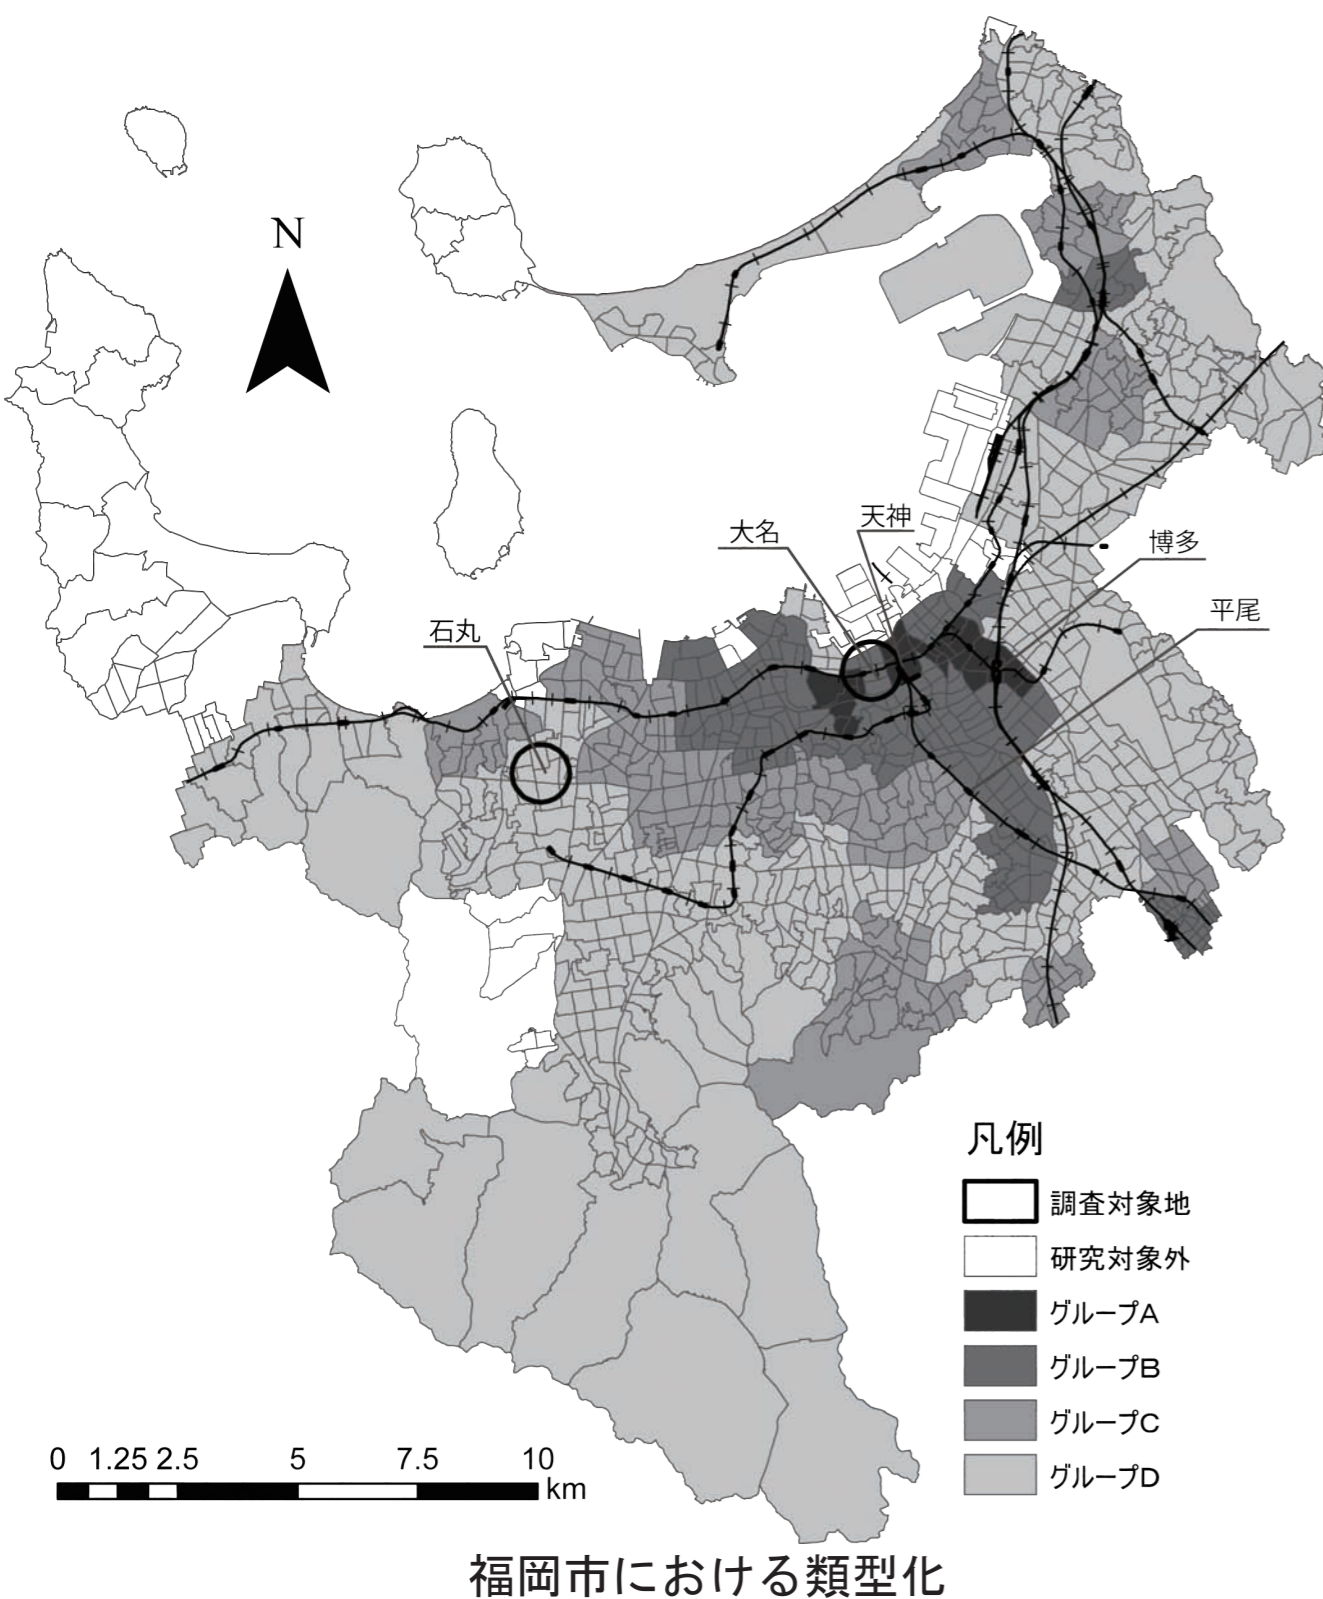 N
天神
大名
博多
平尾
石丸
凡例
調査対象地
研究対象外
グループA
グループB
グループC
グループD
0 1.25 2.5 5 7.5 10
km
福岡市における類型化